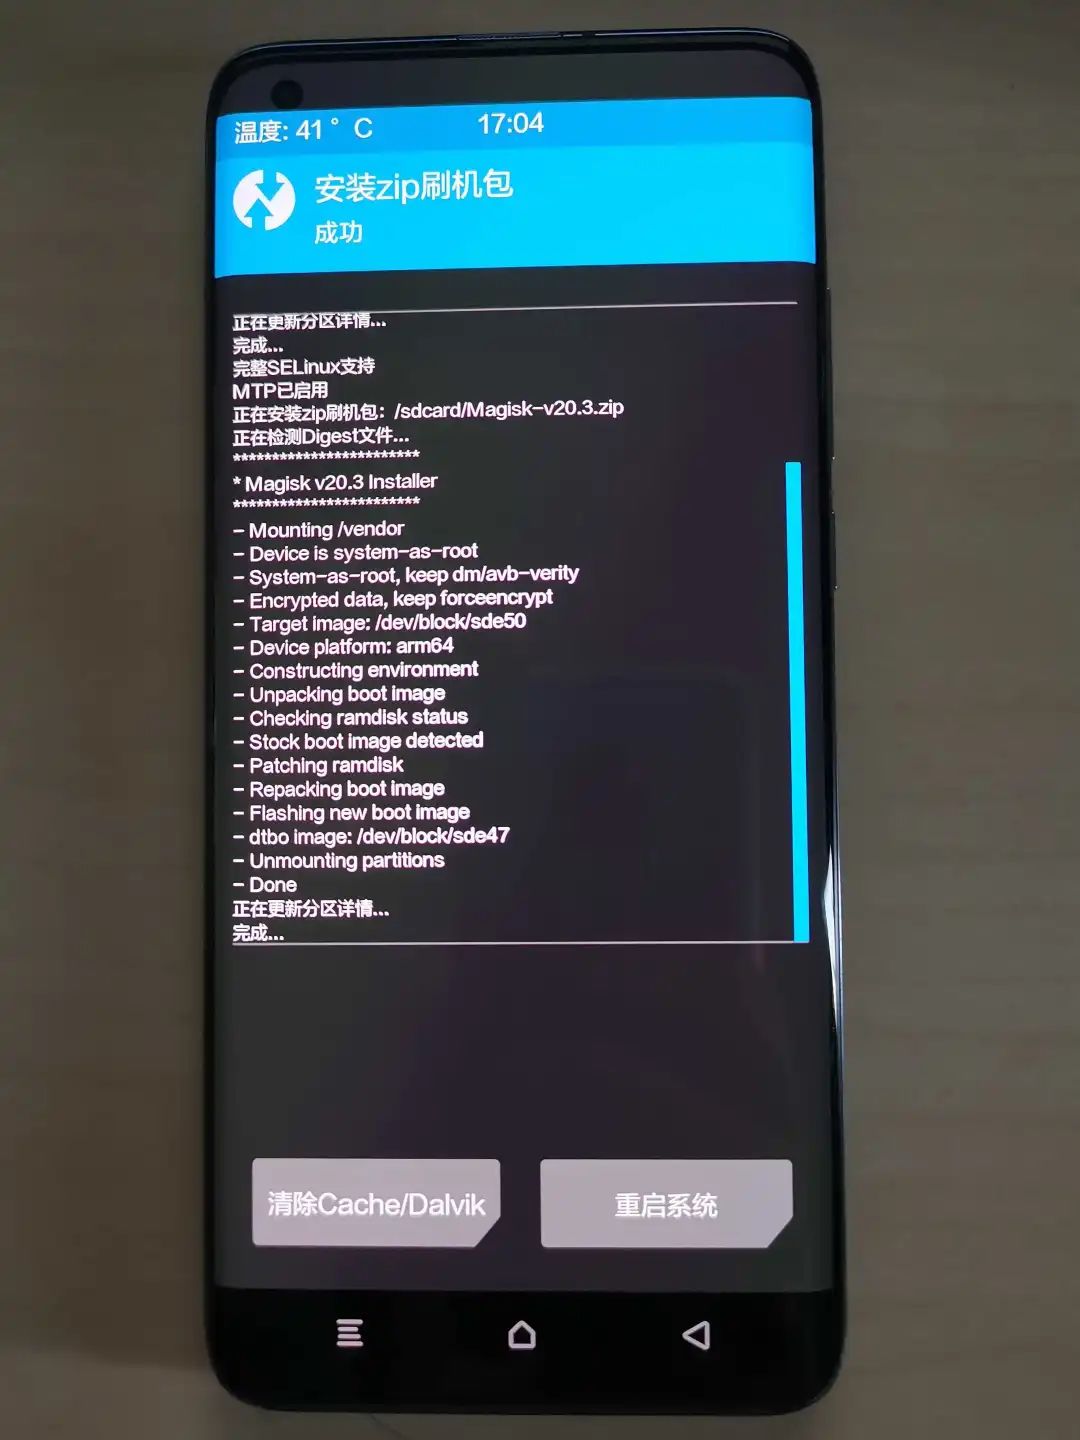 温度: 41 ° C 17:04
安装zip刷机包
成功
正在更新分区详情...
完成...
完整SELinux支持
MTP已启用
正在安装zip刷机包：/sdcard/Magisk-v20.3.zip
正在检测Digest文件...
************************
* Magisk v20.3 Installer
************************
- Mounting /vendor
- Device is system-as-root
- System-as-root, keep dm/avb-verity
- Encrypted data, keep forceencrypt
- Target image: /dev/block/sde50
- Device platform: arm64
- Constructing environment
- Unpacking boot image
- Checking ramdisk status
- Stock boot image detected
- Patching ramdisk
- Repacking boot image
- Flashing new boot image
- dtbo image: /dev/block/sde47
- Unmounting partitions
- Done
正在更新分区详情...
完成...
清除Cache/Dalvik 重启系统